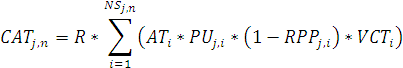 $CAT_{j,n} = R * \sum_{i=1}^{NS_{j,n}} (AT_i * PU_{j,i} * (1 - RPP_{j,i}) * VCT_i)$